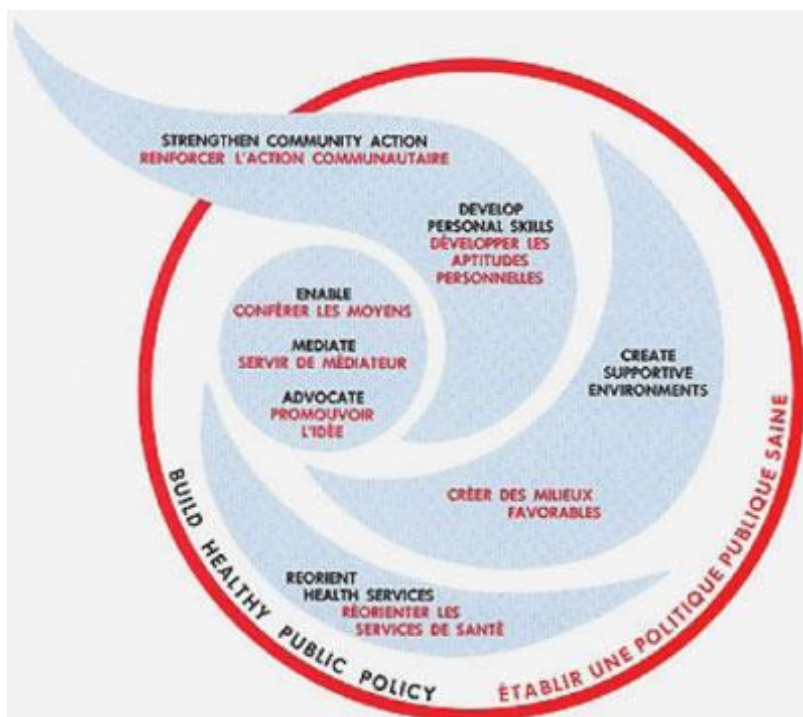 STRENGTHEN COMMUNITY ACTION
RENFORCER L'ACTION COMMUNAUTAIRE
DEVELOP
PERSONAL SKILLS
DÉVELOPPER LES
APTITUDES
PERSONNELLES
ENABLE
CONFÉRER LES MOYENS
MEDIATE
SERVIR DE MÉDIATEUR
ADVOCATE
PROMOUVOIR
L'IDÉE
CREATE
SUPPORTIVE
ENVIRONMENTS
CRÉER DES MILIEUX
FAVORABLES
REORIENT
HEALTH SERVICES
RÉORIENTER LES
SERVICES DE SANTÉ
BUILD HEALTHY PUBLIC POLICY
ÉTABLIR UNE POLITIQUE PUBLIQUE SAINE